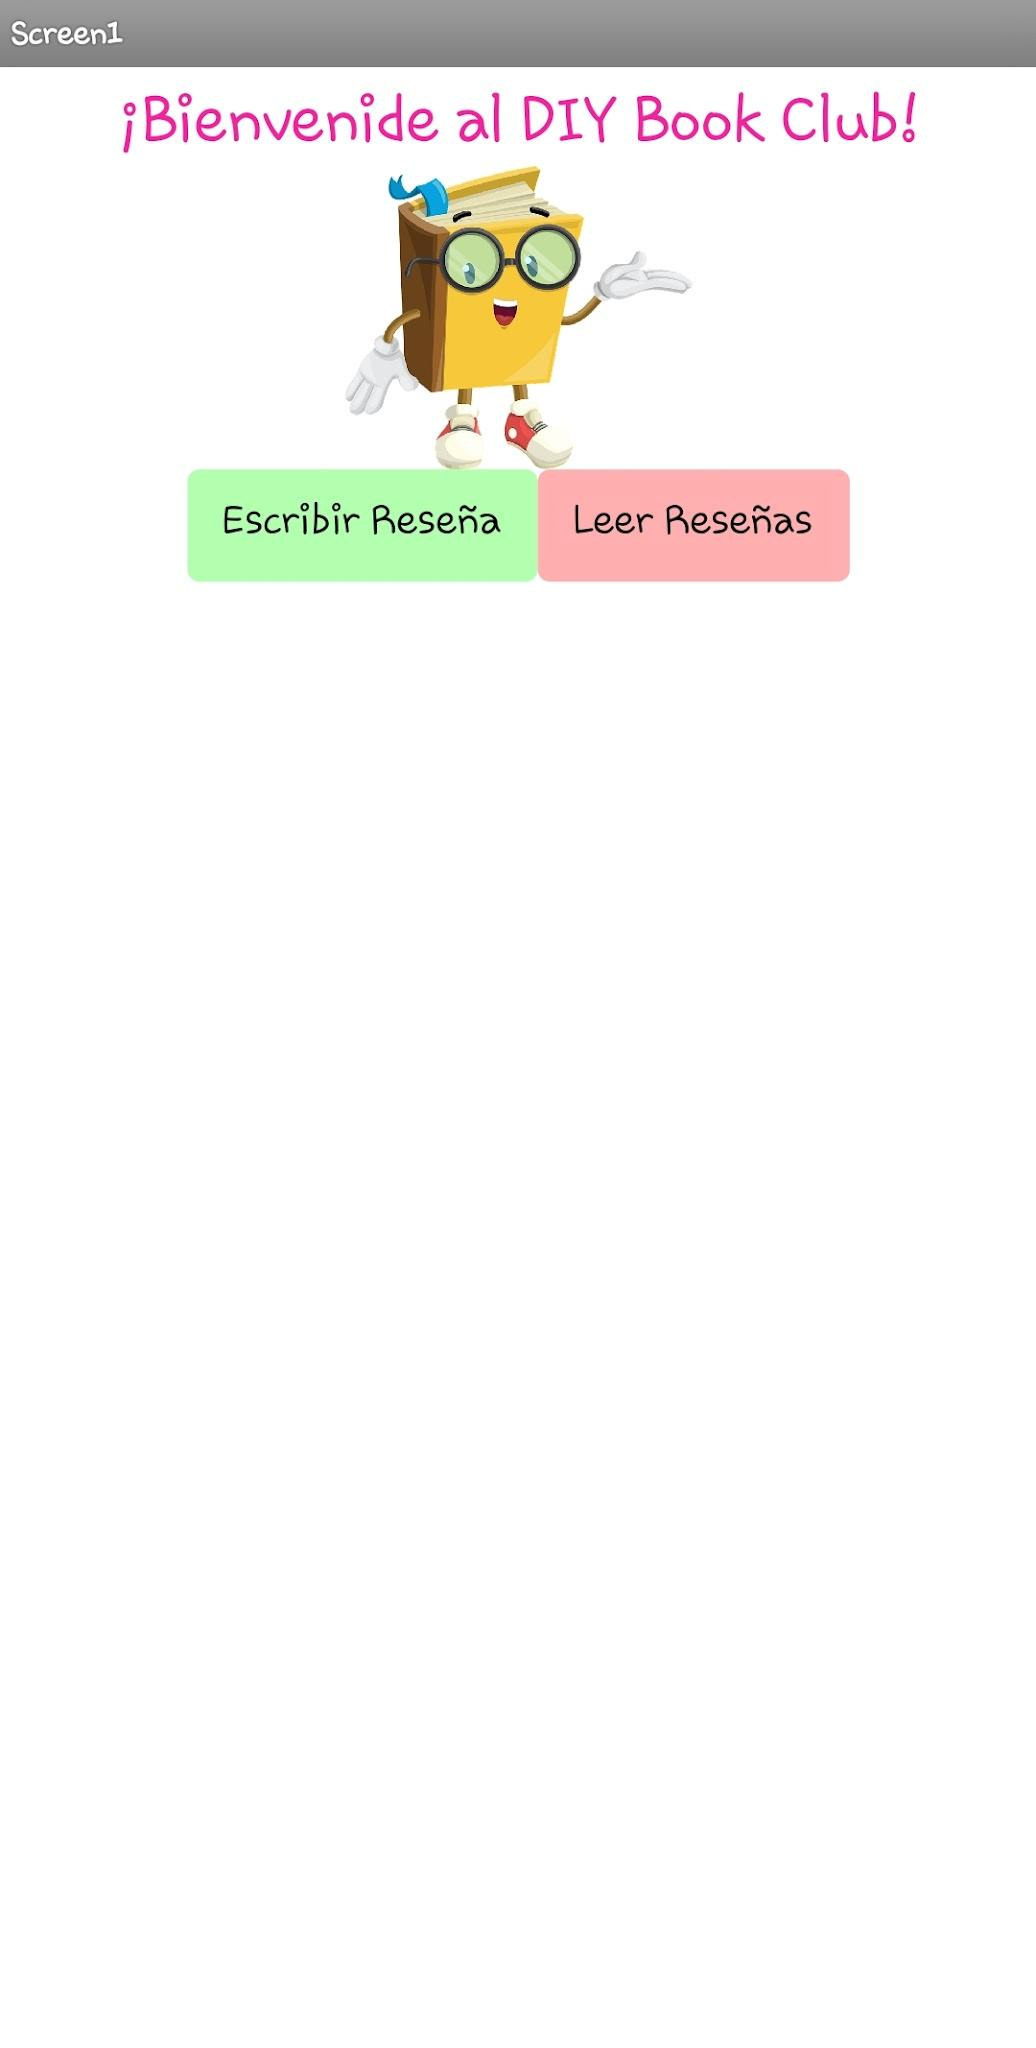 Screen1
¡Bienvenide al DIY Book Club!
Escribir Reseña
Leer Reseñas